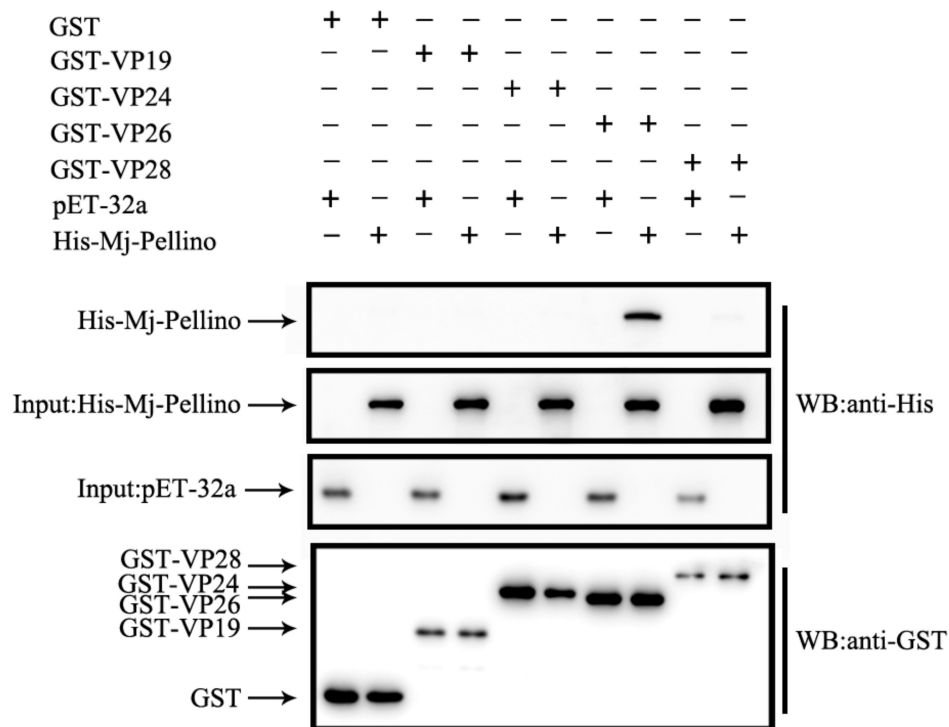 GST + + – – – – – – – –
GST-VP19 – – + + – – – – – –
GST-VP24 – – – – + + – – – –
GST-VP26 – – – – – – + + – –
GST-VP28 – – – – – – – – + +
pET-32a + – + – + – + – + –
His-Mj-Pellino – + – + – + – + – +
His-Mj-Pellino
Input:His-Mj-Pellino
WB:anti-His
Input:pET-32a
GST-VP28
GST-VP24
GST-VP26
GST-VP19
WB:anti-GST
GST